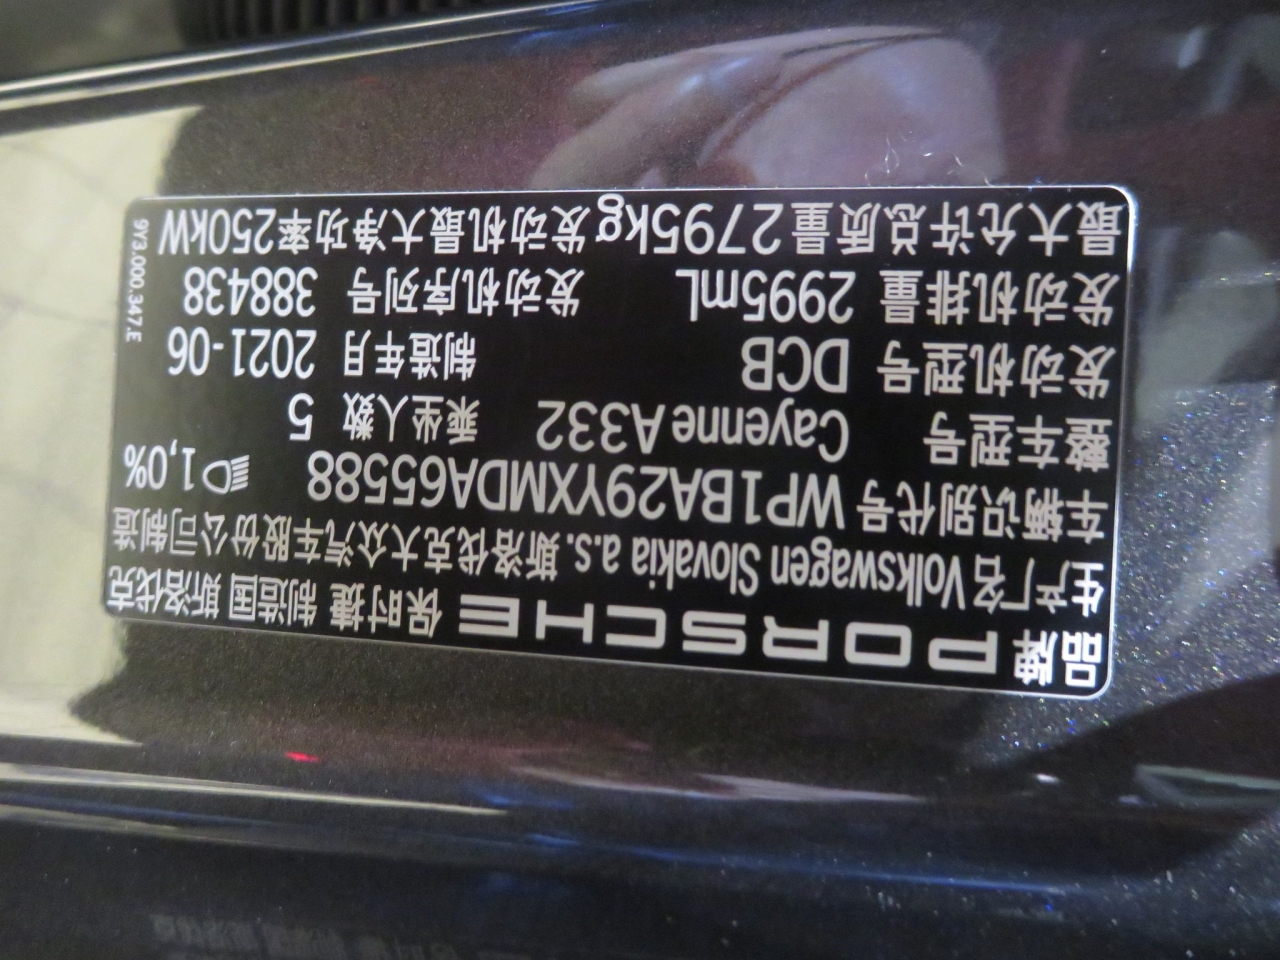 品牌 PORSCHE 保时捷 制造国 斯洛伐克
生产厂名 Volkswagen Slovakia a.s. 斯洛伐克大众汽车股份公司制造
车辆识别代号 WP1BA29YXMDA65588 1,0%
整车型号 Cayenne A332 乘坐人数 5
发动机型号 DCB 制造年月 2021-06
发动机排量 2995mL 发动机序列号 388438
最大允许总质量 2795kg 发动机最大净功率 250kW
9Y3.000.347.E